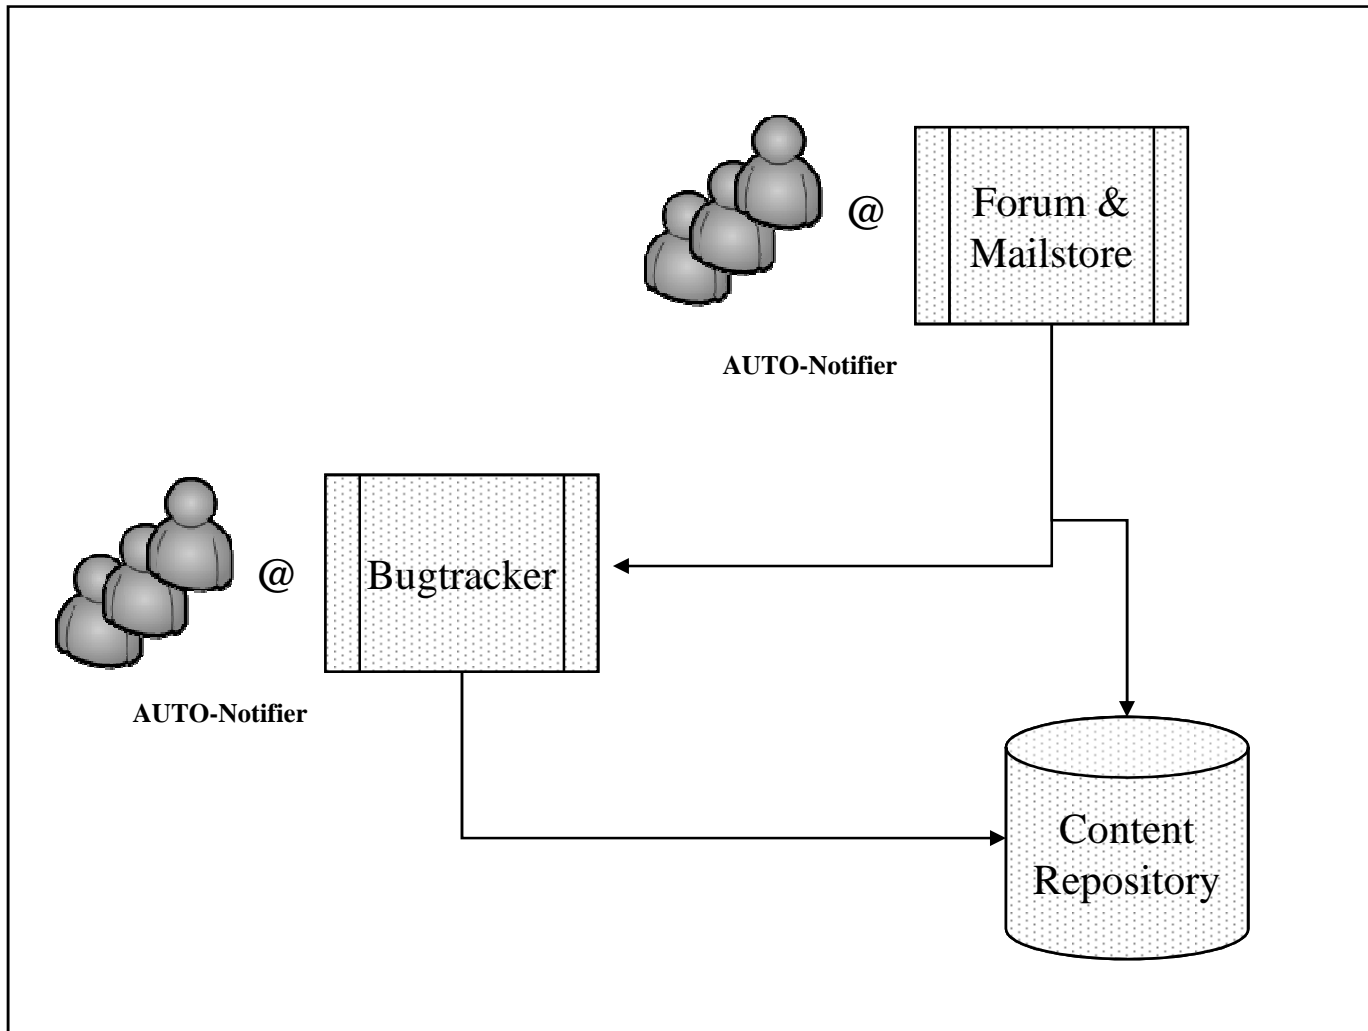 @
Forum &
Mailstore
AUTO-Notifier
@
Bugtracker
AUTO-Notifier
Content
Repository